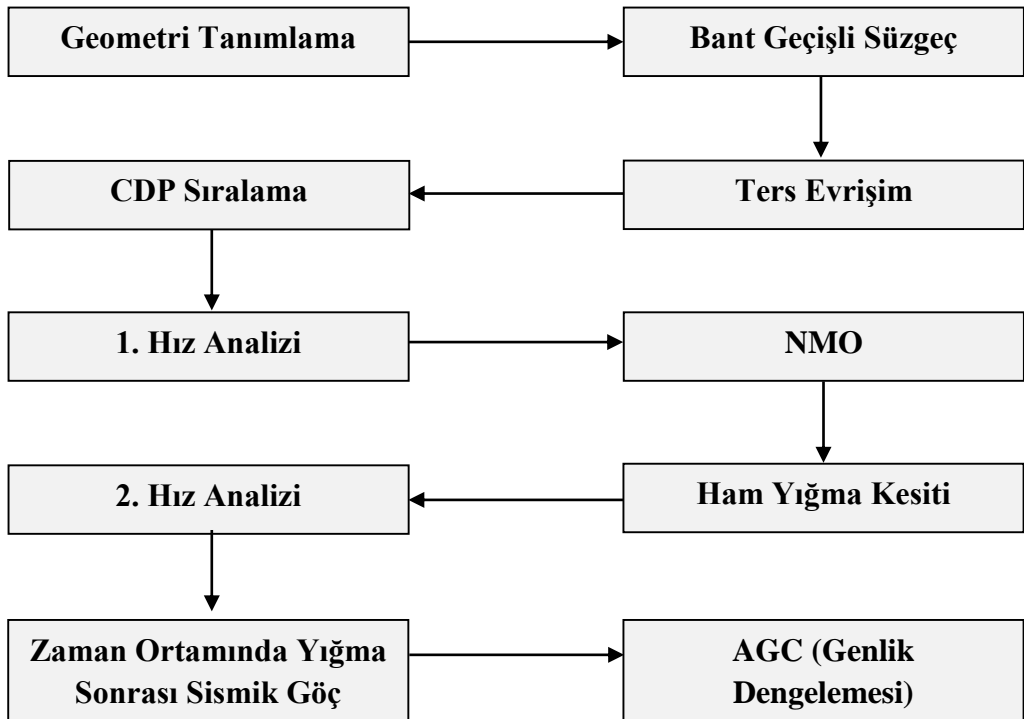 Geometri Tanımlama
Bant Geçişli Süzgeç
CDP Sıralama
Ters Evrişim
1. Hız Analizi
NMO
2. Hız Analizi
Ham Yığma Kesiti
Zaman Ortamında Yığma
Sonrası Sismik Göç
AGC (Genlik
Dengelemesi)